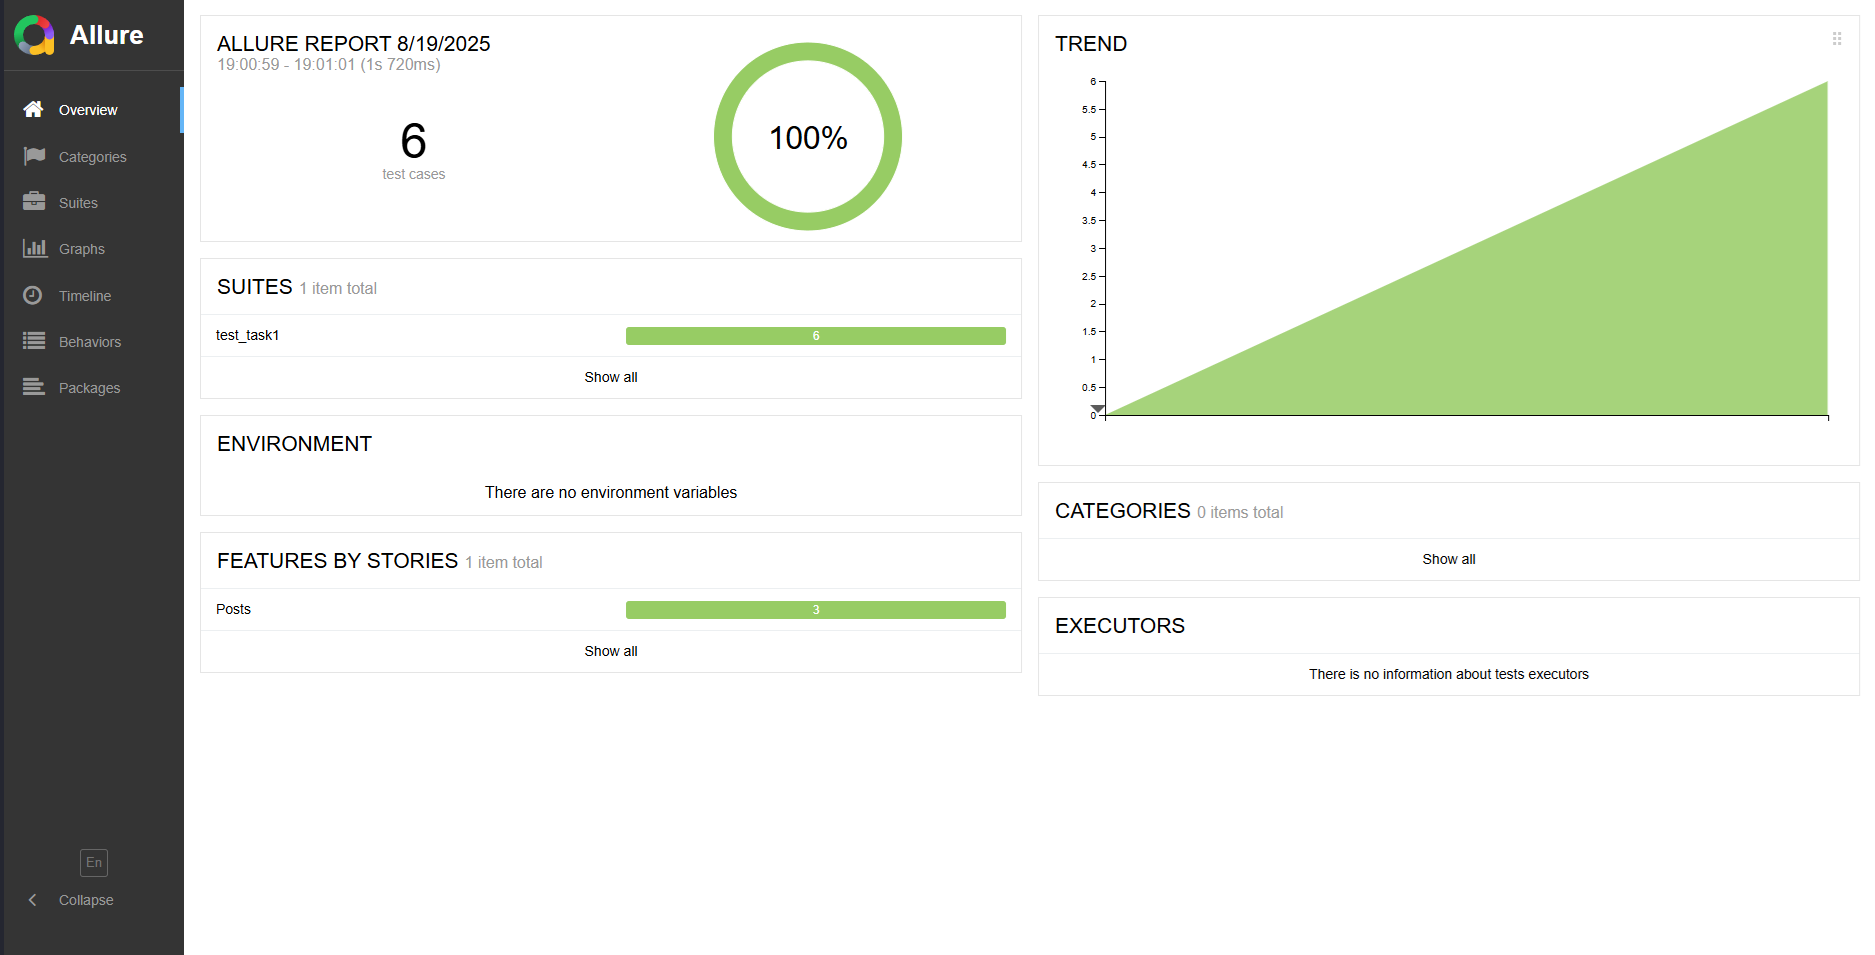 Allure
Overview
Categories
Suites
Graphs
Timeline
Behaviors
Packages
En
Collapse
ALLURE REPORT 8/19/2025
19:00:59 - 19:01:01 (1s 720ms)
6
test cases
100%
SUITES 1 item total
test_task1 6
Show all
ENVIRONMENT
There are no environment variables
FEATURES BY STORIES 1 item total
Posts 3
Show all
TREND
6
5.5
5
4.5
4
3.5
3
2.5
2
1.5
1
0.5
0
CATEGORIES 0 items total
Show all
EXECUTORS
There is no information about tests executors